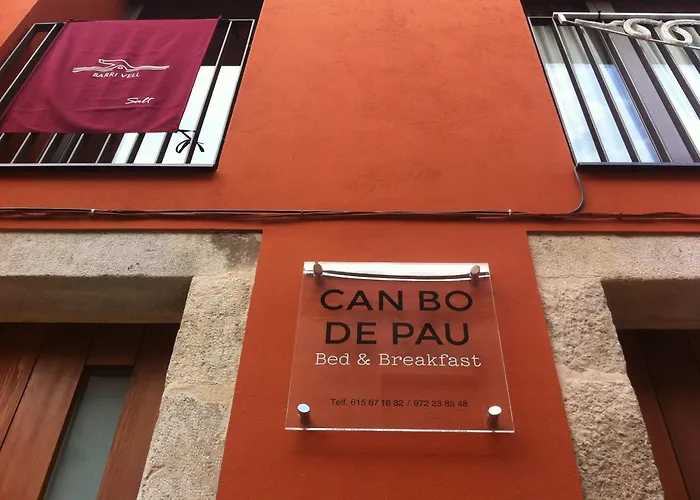 BARRI VELL
Salt
CAN BO
DE PAU
Bed & Breakfast
Telf. 615 67 16 82 / 972 23 85 48